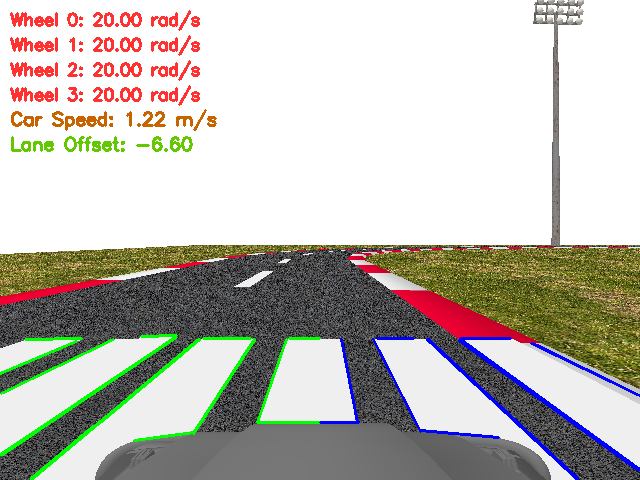 Wheel 0: 20.00 rad/s
Wheel 1: 20.00 rad/s
Wheel 2: 20.00 rad/s
Wheel 3: 20.00 rad/s
Car Speed: 1.22 m/s
Lane Offset: -6.60